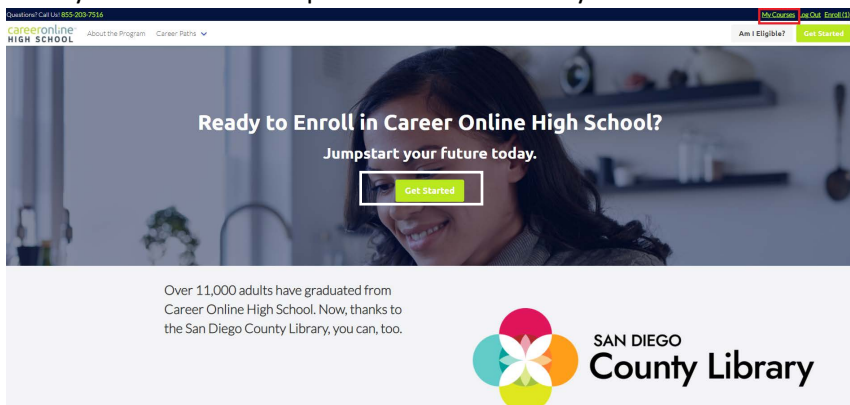 Questions? Call Us! 855-203-7516
My Courses Log Out Enroll (1)
careeronline
HIGH SCHOOL
About the Program Career Paths
Am I Eligible? Get Started
Ready to Enroll in Career Online High School?
Jumpstart your future today.
Get Started
Over 11,000 adults have graduated from
Career Online High School. Now, thanks to
the San Diego County Library, you can, too.
SAN DIEGO
County Library